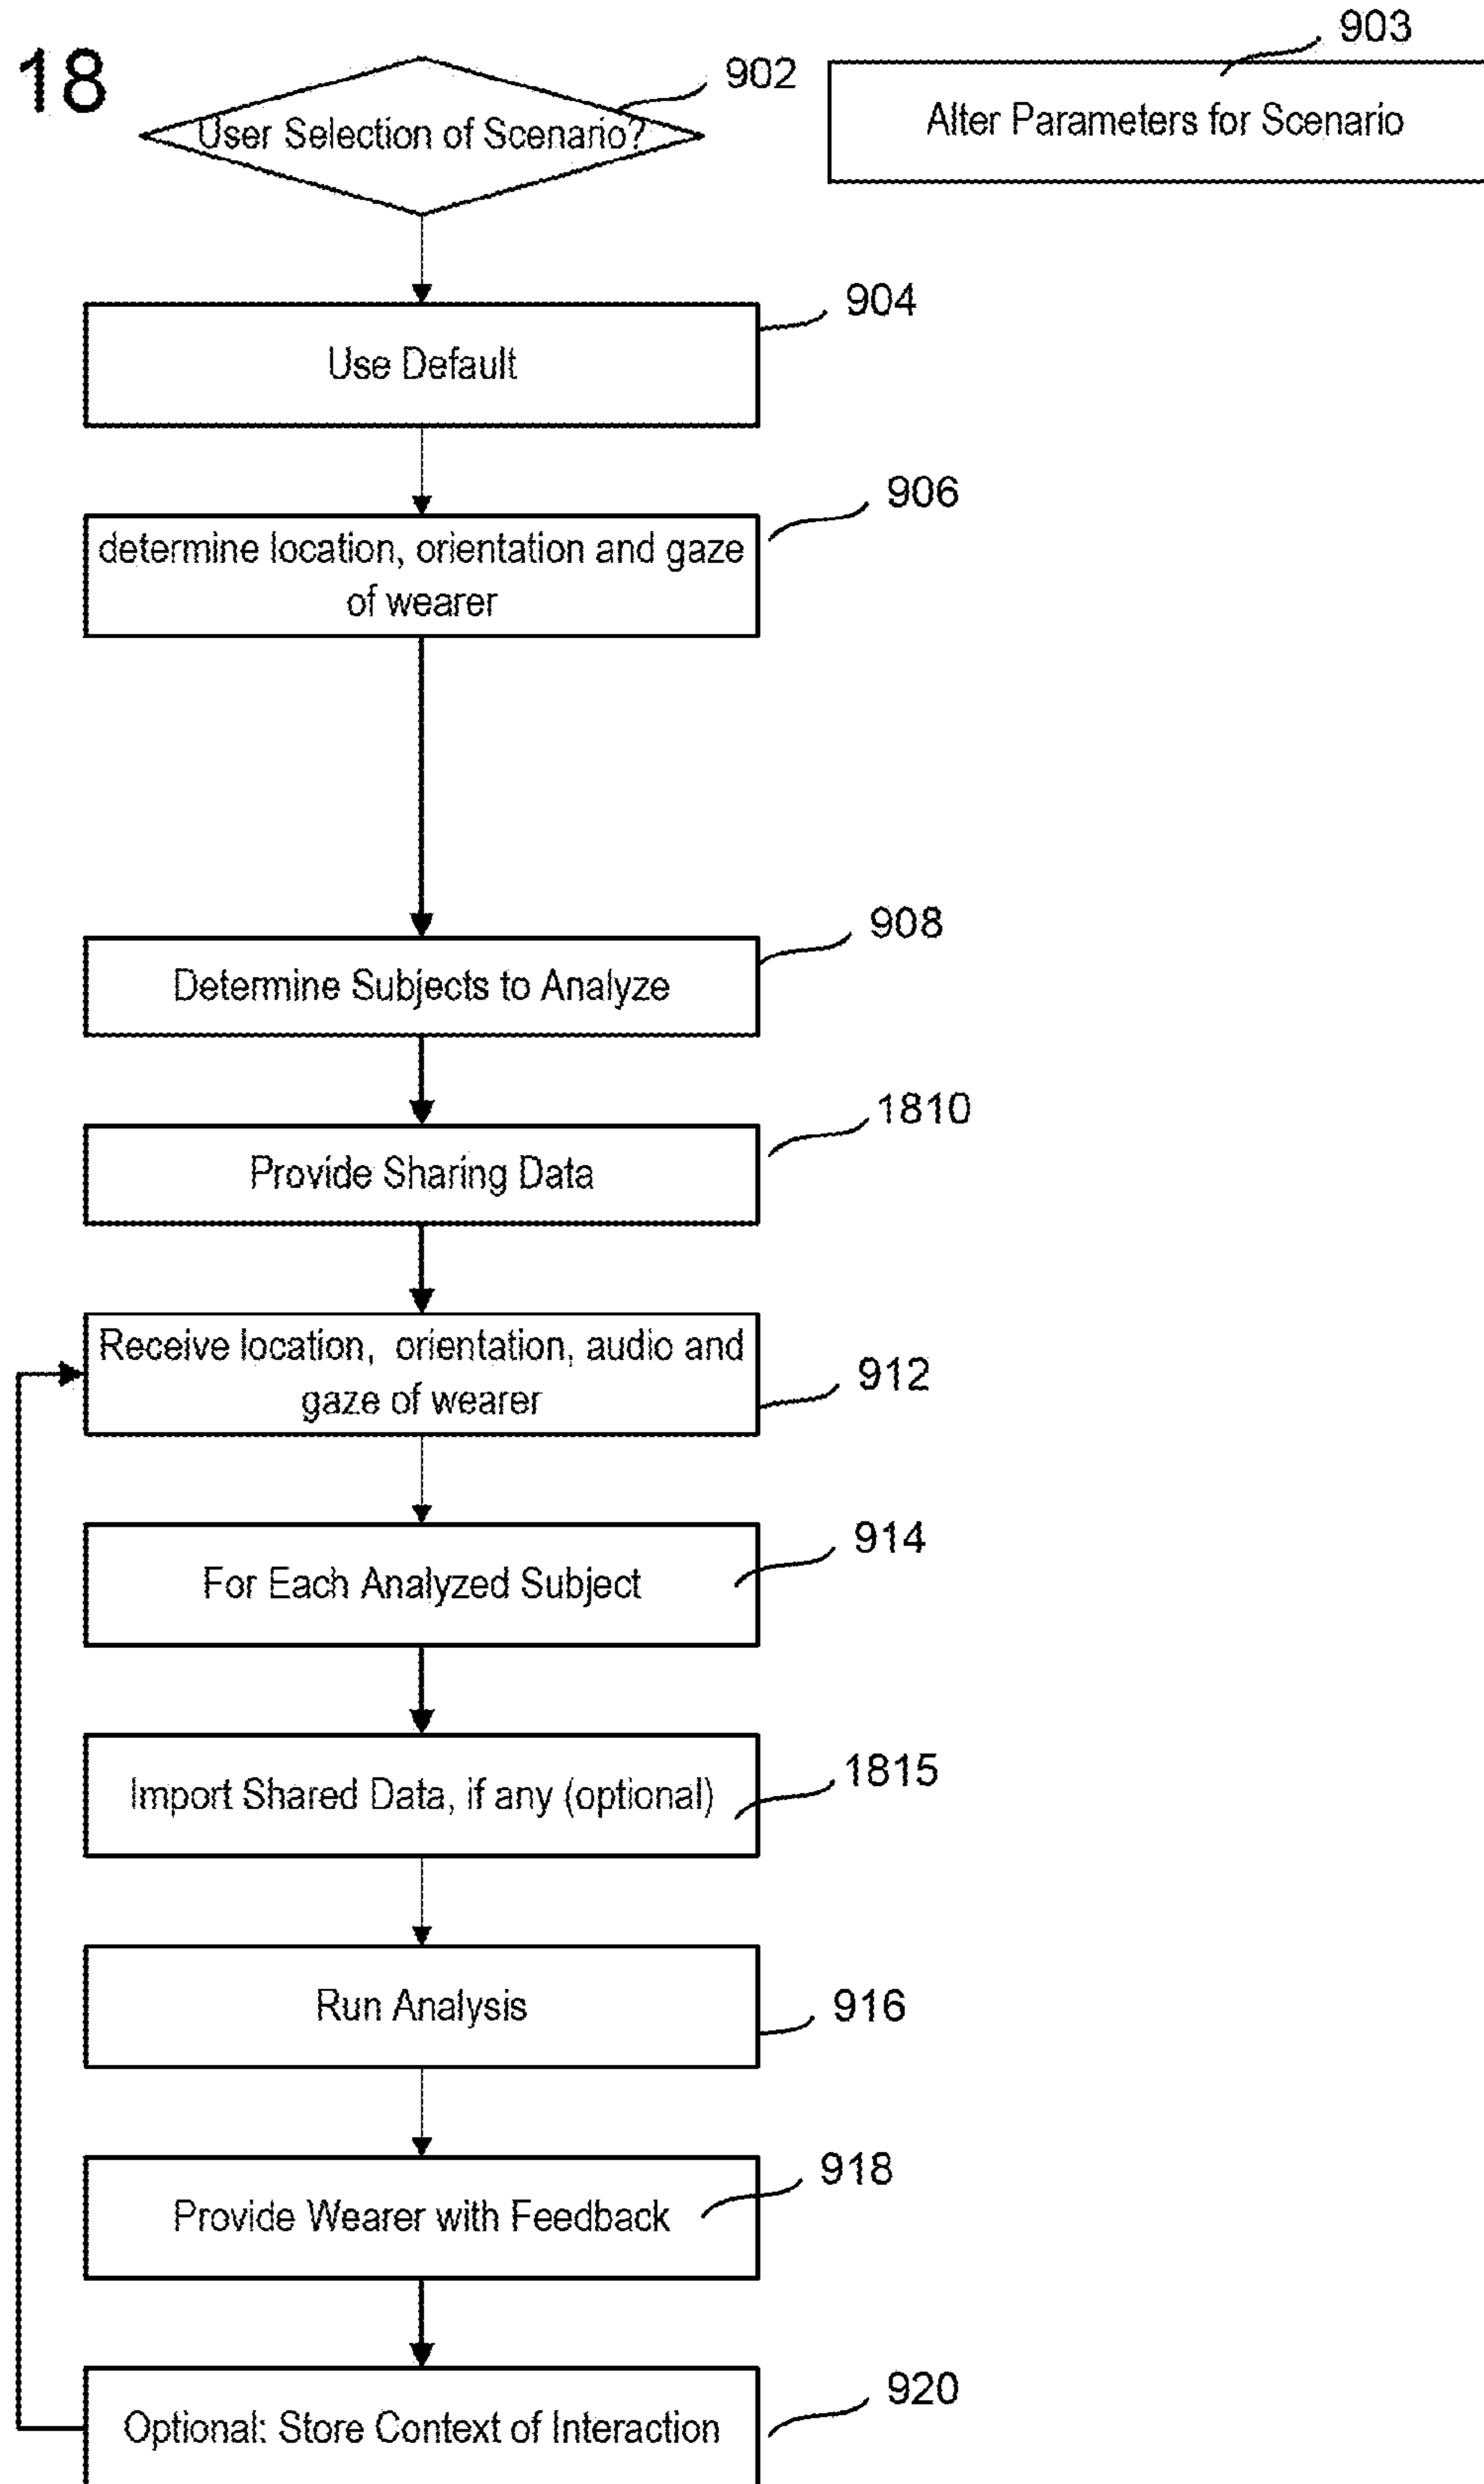 18
902
903
User Selection of Scenario?
Alter Parameters for Scenario
904
Use Default
906
determine location, orientation and gaze
of wearer
908
Determine Subjects to Analyze
1810
Provide Sharing Data
Receive location, orientation, audio and
gaze of wearer
912
914
For Each Analyzed Subject
1815
Import Shared Data, if any (optional)
Run Analysis
916
918
Provide Wearer with Feedback
920
Optional: Store Context of Interaction